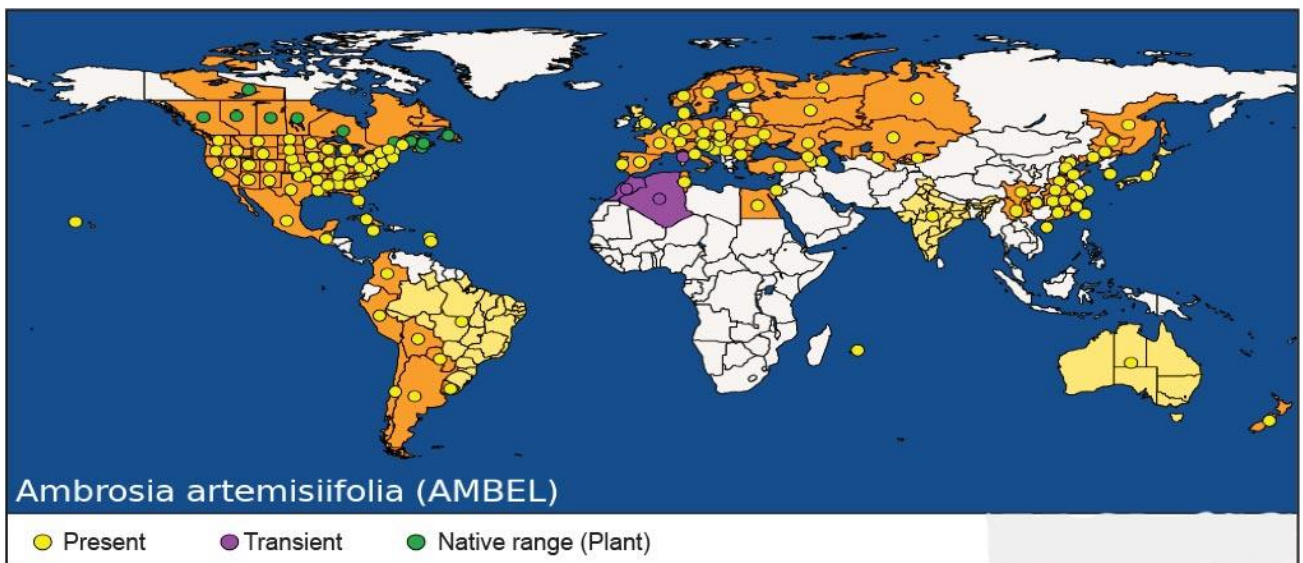 Ambrosia artemisiifolia (AMBEL)
Present
Transient
Native range (Plant)